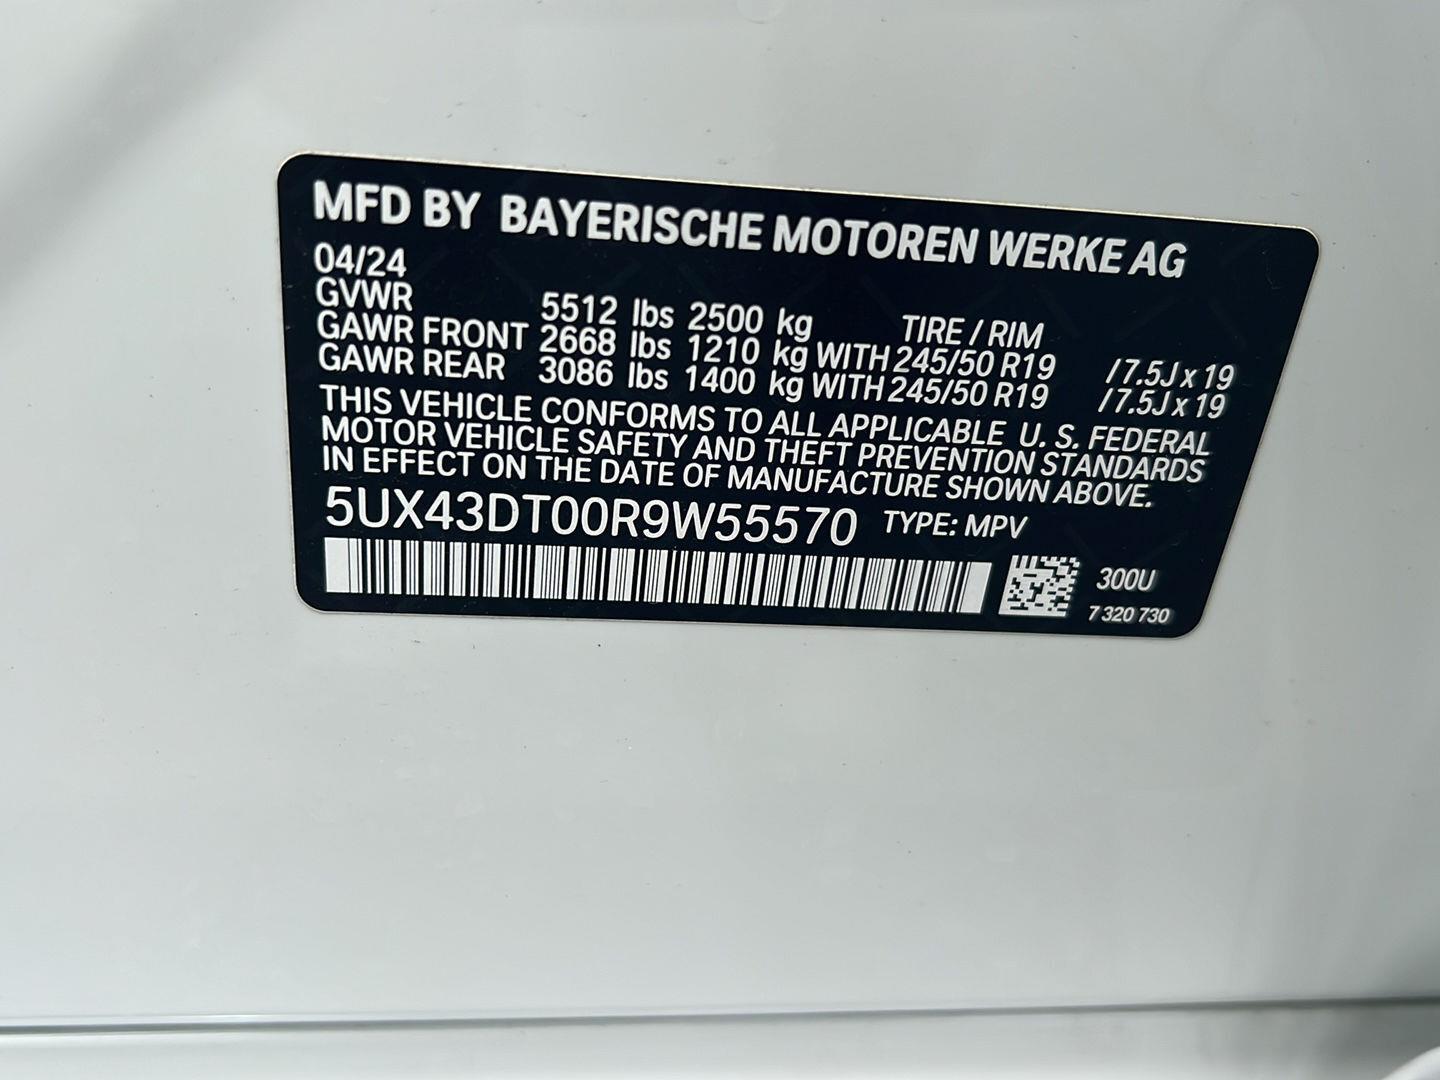 MFD BY BAYERISCHE MOTOREN WERKE AG
04/24
GVWR 5512 lbs 2500 kg TIRE / RIM
GAWR FRONT 2668 lbs 1210 kg WITH 245/50 R19 / 7.5J x 19
GAWR REAR 3086 lbs 1400 kg WITH 245/50 R19 / 7.5J x 19
THIS VEHICLE CONFORMS TO ALL APPLICABLE U. S. FEDERAL
MOTOR VEHICLE SAFETY AND THEFT PREVENTION STANDARDS
IN EFFECT ON THE DATE OF MANUFACTURE SHOWN ABOVE.
5UX43DT00R9W55570 TYPE: MPV
300U
7 320 730